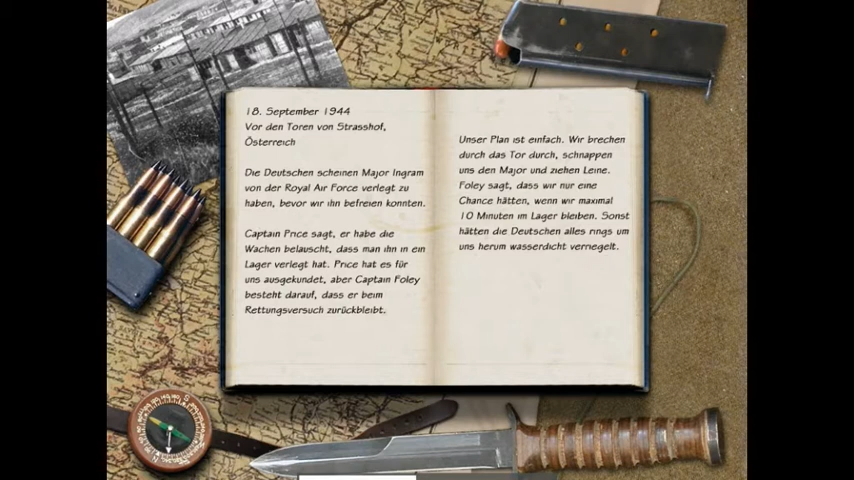 18. September 1944
Vor den Toren von Strasshof,
Österreich
Die Deutschen scheinen Major Ingram
von der Royal Air Force verlegt zu
haben, bevor wir ihn befreien konnten.
Captain Price sagt, er habe die
Wachen belauscht, dass man ihn in ein
Lager verlegt hat. Price hat es für
uns ausgekundet, aber Captain Foley
besteht darauf, dass er beim
Rettungsversuch zurückbleibt.
Unser Plan ist einfach. Wir brechen
durch das Tor durch, schnappen
uns den Major und ziehen Leine.
Foley sagt, dass wir nur eine
Chance hätten, wenn wir maximal
10 Minuten im Lager bleiben. Sonst
hätten die Deutschen alles rings um
uns herum wasserdicht verriegelt.